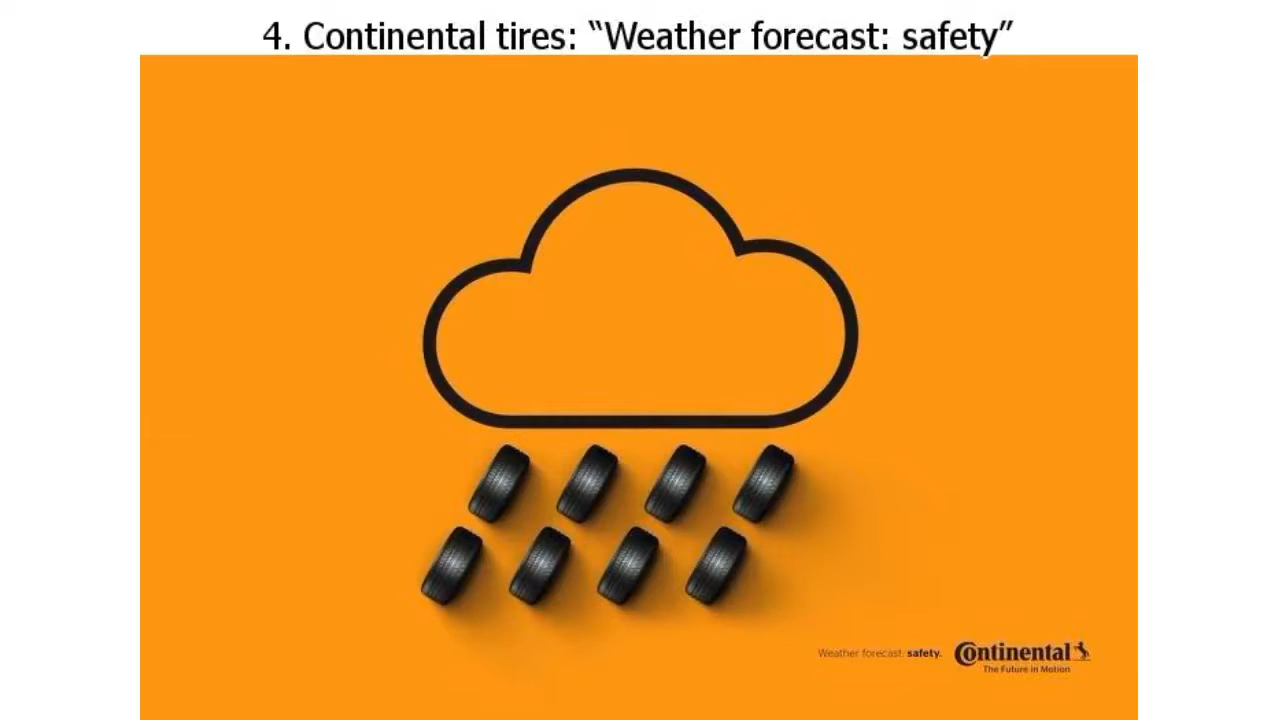 4. Continental tires: “Weather forecast: safety”
Weather forecast: safety.
Continental
The Future in Motion